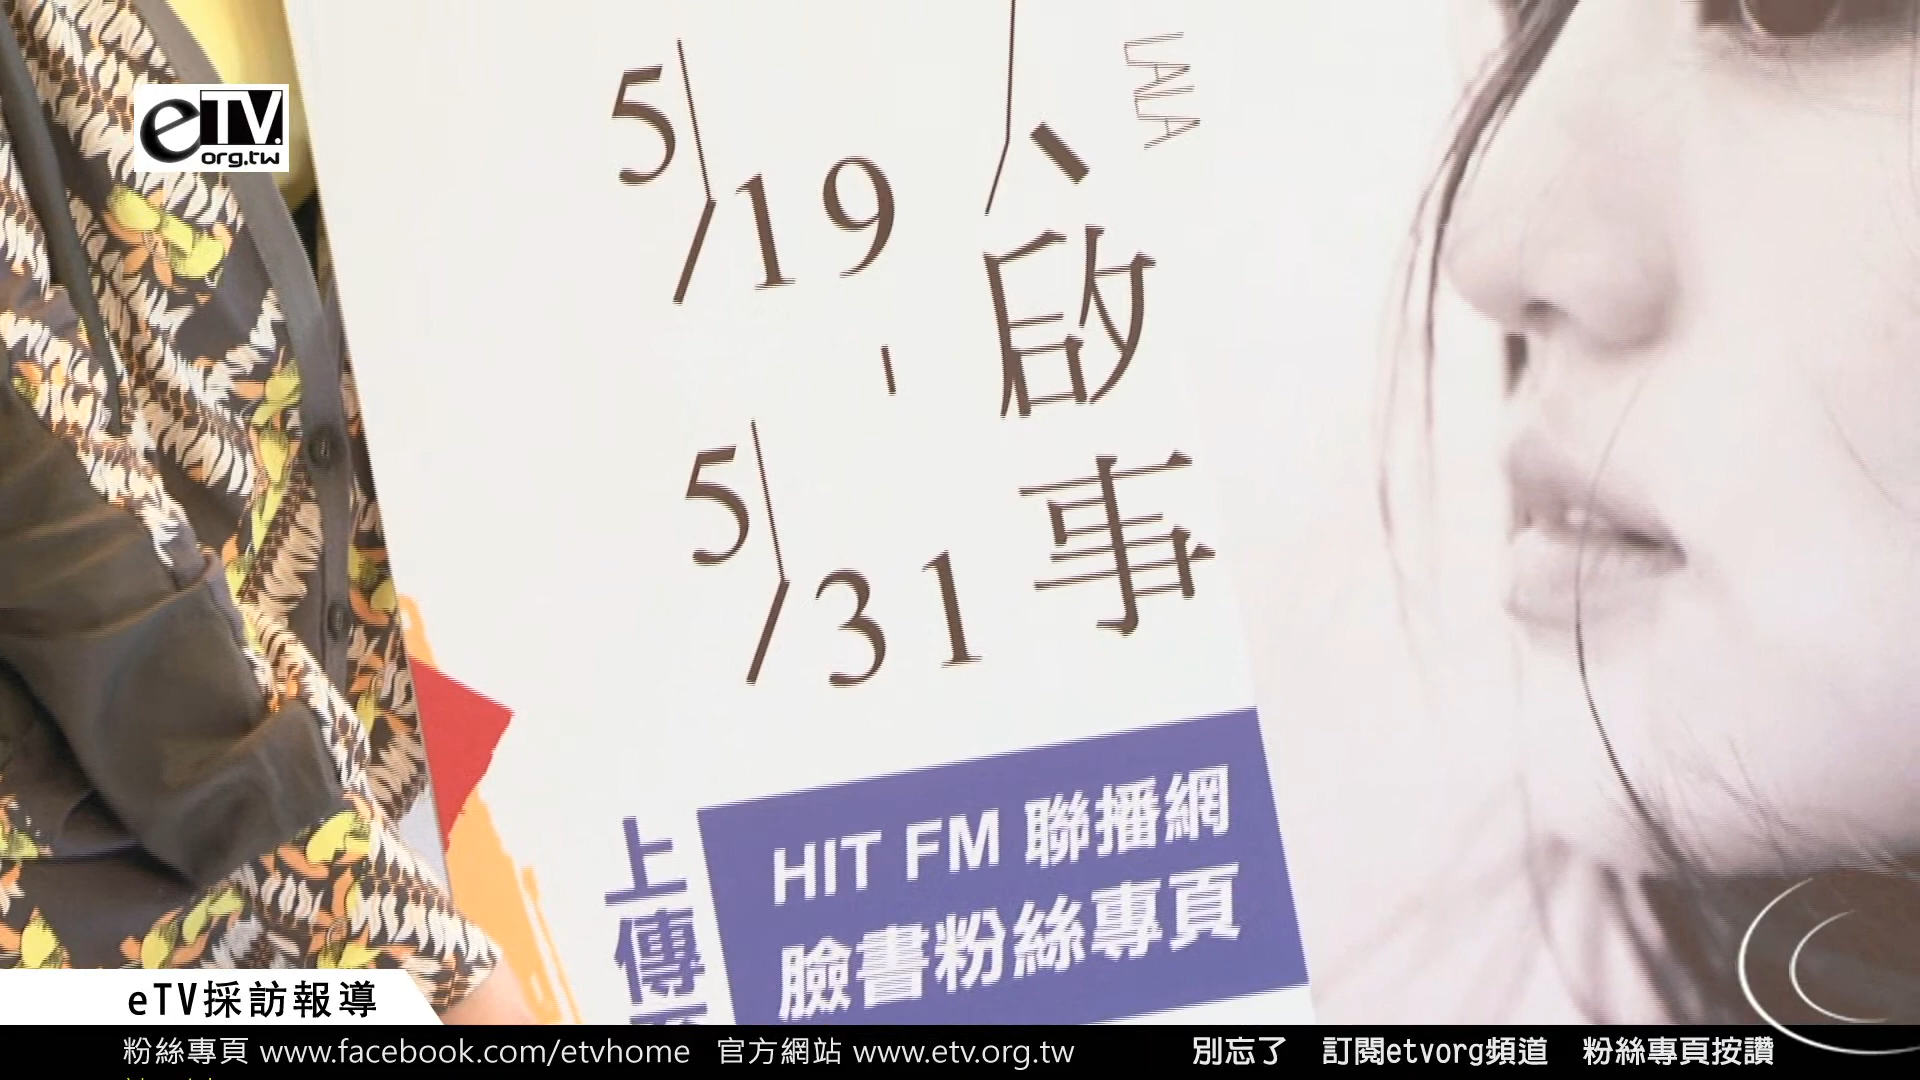 eTV
org.tw
LALA
人啟事
5/19
-
5/31
上傳至
HIT FM 聯播網
臉書粉絲專頁
eTV採訪報導
粉絲專頁 www.facebook.com/etvhome 官方網站 www.etv.org.tw 別忘了 訂閱etvorg頻道 粉絲專頁按讚